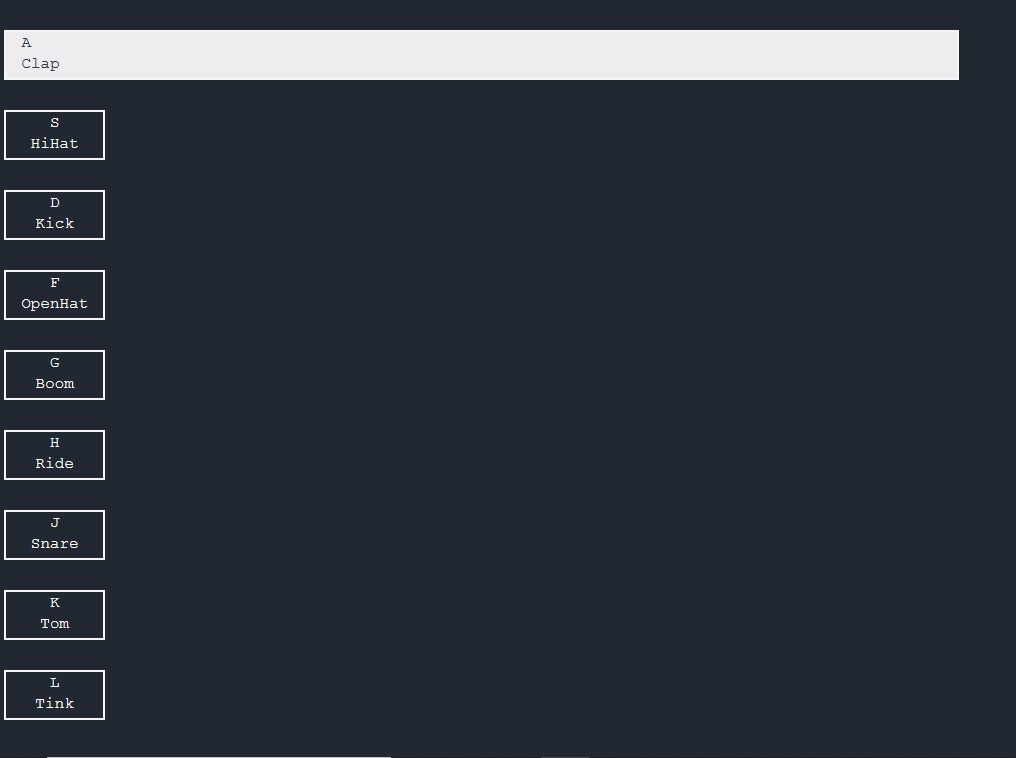 A
Clap
S
HiHat
D
Kick
F
OpenHat
G
Boom
H
Ride
J
Snare
K
Tom
L
Tink